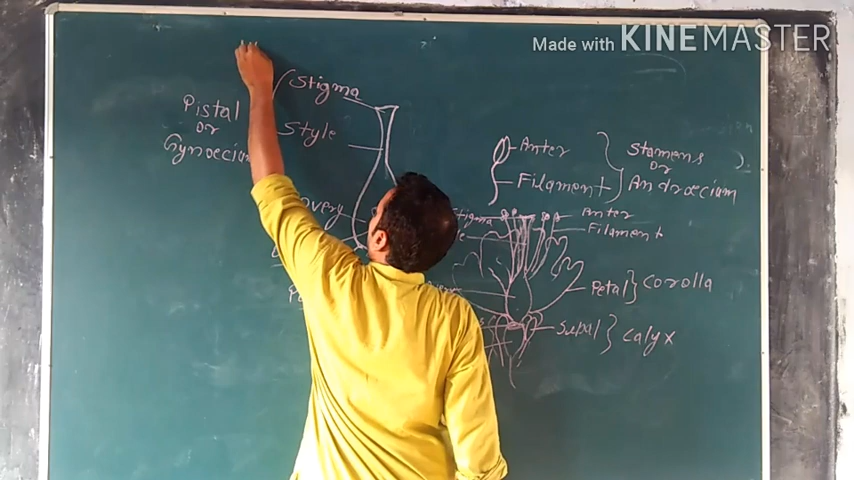 Made with KINEMASTER
Stigma
Pistal
or
Style
Gynoecium
overy
Anter
Filament
Stamens
or
Androecium
Stigma
Anter
Filament
Petal } Corolla
Sepal } Calyx